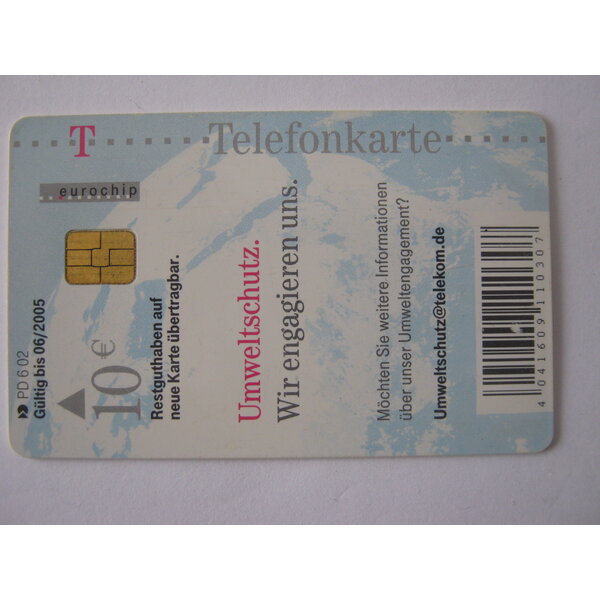 T Telefonkarte
eurochip
PD 6 02
Gültig bis 06/2005
10 €
Restguthaben auf
neue Karte übertragbar.
Umweltschutz.
Wir engagieren uns.
Möchten Sie weitere Informationen
über unser Umweltengagement?
Umweltschutz@telekom.de
4 041609 110307